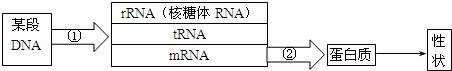 某段
DNA
①
rRNA（核糖体 RNA）
tRNA
mRNA
②
蛋白质
性
状